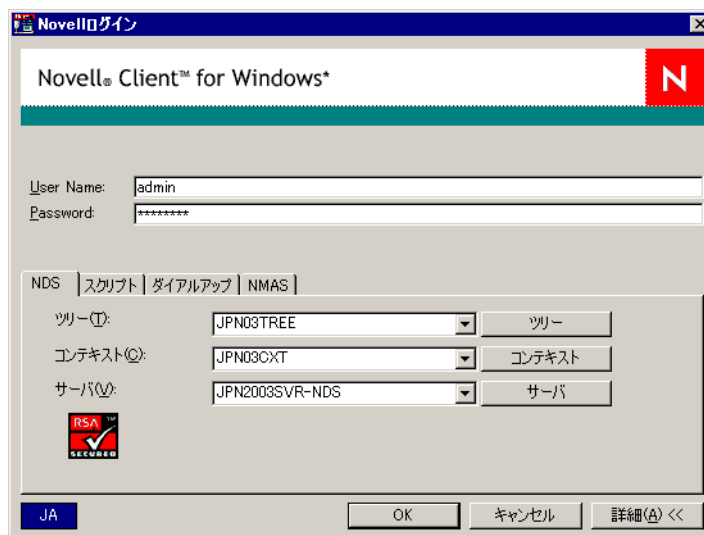 Novellログイン
Novell® Client™ for Windows*
N
User Name: admin
Password: ********
NDS スクリプト ダイアルアップ NMAS
ツリー(T): JPN03TREE ツリー
コンテキスト(C): JPN03CXT コンテキスト
サーバ(V): JPN2003SVR-NDS サーバ
RSA™
SECURED
JA OK キャンセル 詳細(A) <<